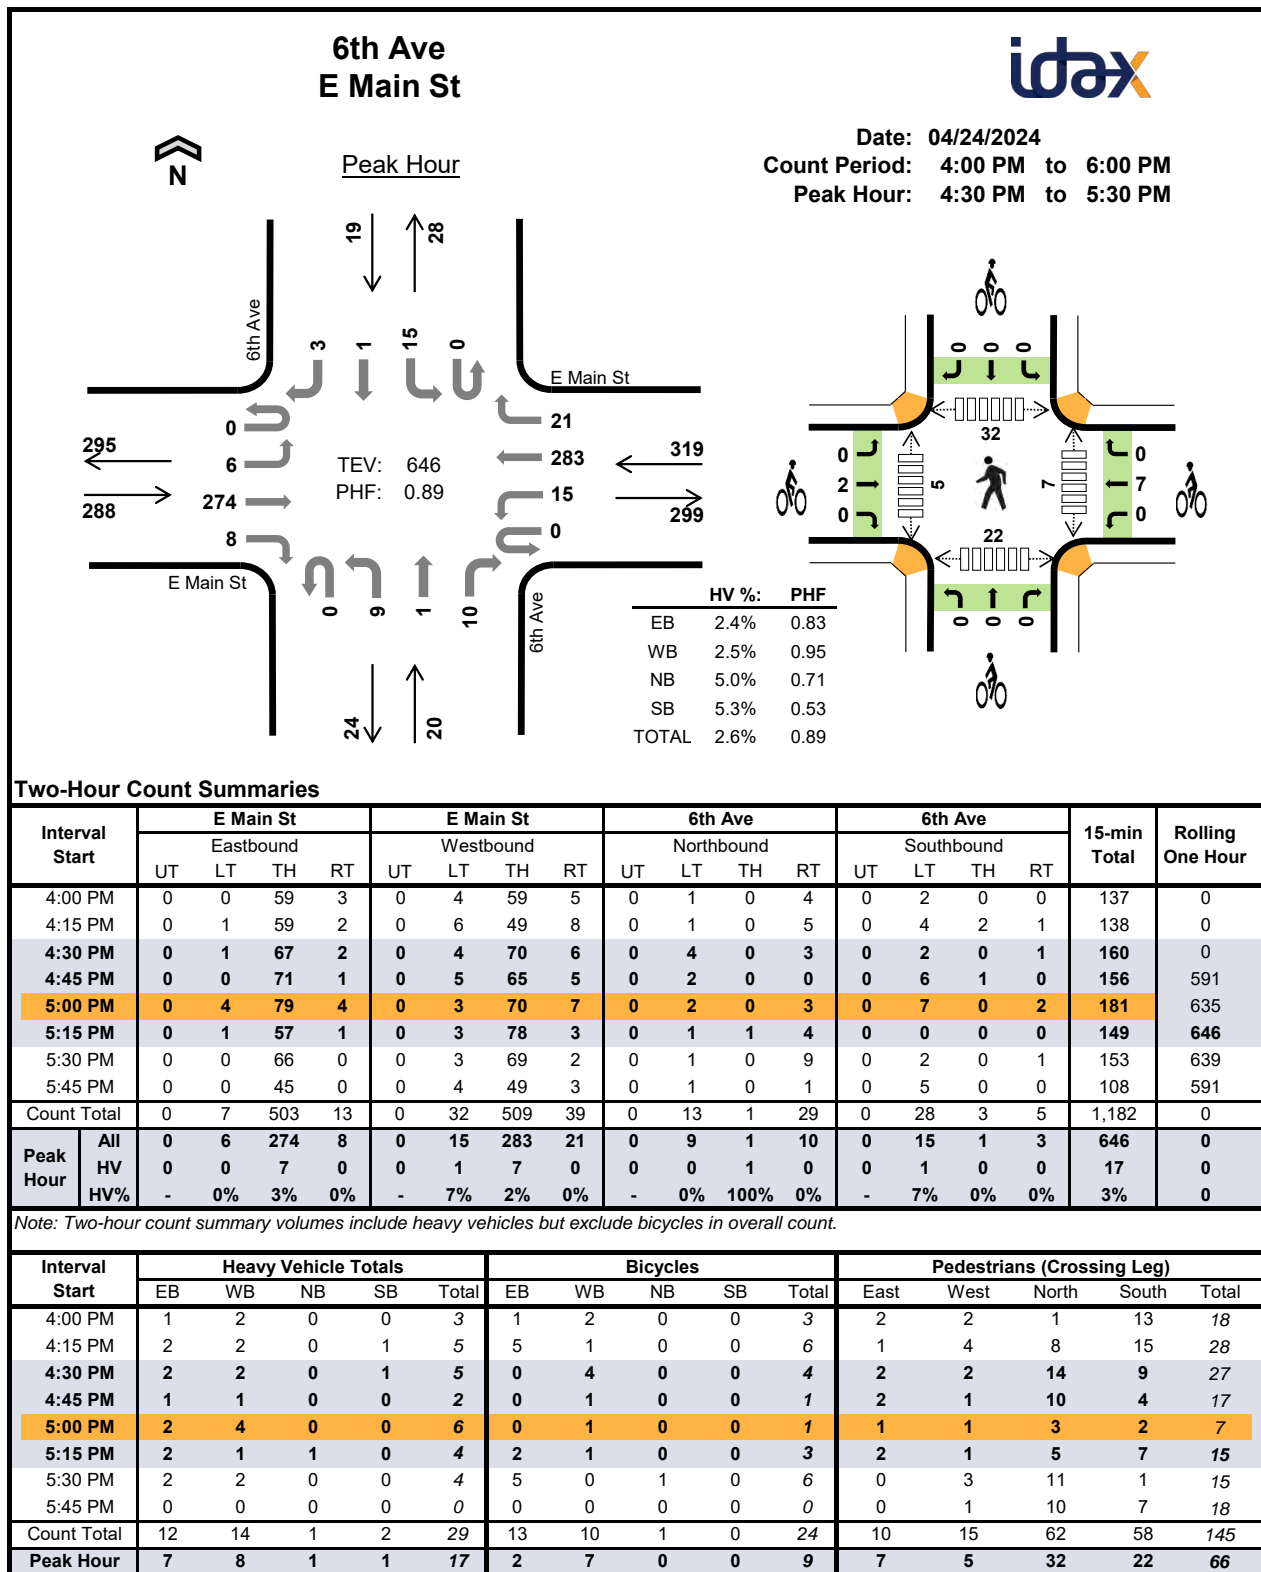 6th Ave
E Main St
idax
Date: 04/24/2024
Count Period: 4:00 PM to 6:00 PM
Peak Hour: 4:30 PM to 5:30 PM
N
Peak Hour
19 28
6th Ave
3 1 15 0
E Main St
0 21
295 6 283 319
288 274 15 299
8 0
TEV: 646
PHF: 0.89
E Main St
0 9 1 10
6th Ave
24 20
HV %: PHF
EB 2.4% 0.83
WB 2.5% 0.95
NB 5.0% 0.71
SB 5.3% 0.53
TOTAL 2.6% 0.89
0 0 0
32
0 0
2 5 7 7
0 0
22
0 0 0
Two-Hour Count Summaries
Interval Start E Main St E Main St 6th Ave 6th Ave 15-min Total Rolling One Hour
Eastbound Westbound Northbound Southbound
UT LT TH RT UT LT TH RT UT LT TH RT UT LT TH RT
4:00 PM 0 0 59 3 0 4 59 5 0 1 0 4 0 2 0 0 137 0
4:15 PM 0 1 59 2 0 6 49 8 0 1 0 5 0 4 2 1 138 0
4:30 PM 0 1 67 2 0 4 70 6 0 4 0 3 0 2 0 1 160 0
4:45 PM 0 0 71 1 0 5 65 5 0 2 0 0 0 6 1 0 156 591
5:00 PM 0 4 79 4 0 3 70 7 0 2 0 3 0 7 0 2 181 635
5:15 PM 0 1 57 1 0 3 78 3 0 1 1 4 0 0 0 0 149 646
5:30 PM 0 0 66 0 0 3 69 2 0 1 0 9 0 2 0 1 153 639
5:45 PM 0 0 45 0 0 4 49 3 0 1 0 1 0 5 0 0 108 591
Count Total 0 7 503 13 0 32 509 39 0 13 1 29 0 28 3 5 1,182 0
Peak Hour All 0 6 274 8 0 15 283 21 0 9 1 10 0 15 1 3 646 0
HV 0 0 7 0 0 1 7 0 0 0 1 0 0 1 0 0 17 0
HV% - 0% 3% 0% - 7% 2% 0% - 0% 100% 0% - 7% 0% 0% 3% 0
Note: Two-hour count summary volumes include heavy vehicles but exclude bicycles in overall count.
Interval Start Heavy Vehicle Totals Bicycles Pedestrians (Crossing Leg)
EB WB NB SB Total EB WB NB SB Total East West North South Total
4:00 PM 1 2 0 0 3 1 2 0 0 3 2 2 1 13 18
4:15 PM 2 2 0 1 5 5 1 0 0 6 1 4 8 15 28
4:30 PM 2 2 0 1 5 0 4 0 0 4 2 2 14 9 27
4:45 PM 1 1 0 0 2 0 1 0 0 1 2 1 10 4 17
5:00 PM 2 4 0 0 6 0 1 0 0 1 1 1 3 2 7
5:15 PM 2 1 1 0 4 2 1 0 0 3 2 1 5 7 15
5:30 PM 2 2 0 0 4 5 0 1 0 6 0 3 11 1 15
5:45 PM 0 0 0 0 0 0 0 0 0 0 0 1 10 7 18
Count Total 12 14 1 2 29 13 10 1 0 24 10 15 62 58 145
Peak Hour 7 8 1 1 17 2 7 0 0 9 7 5 32 22 66